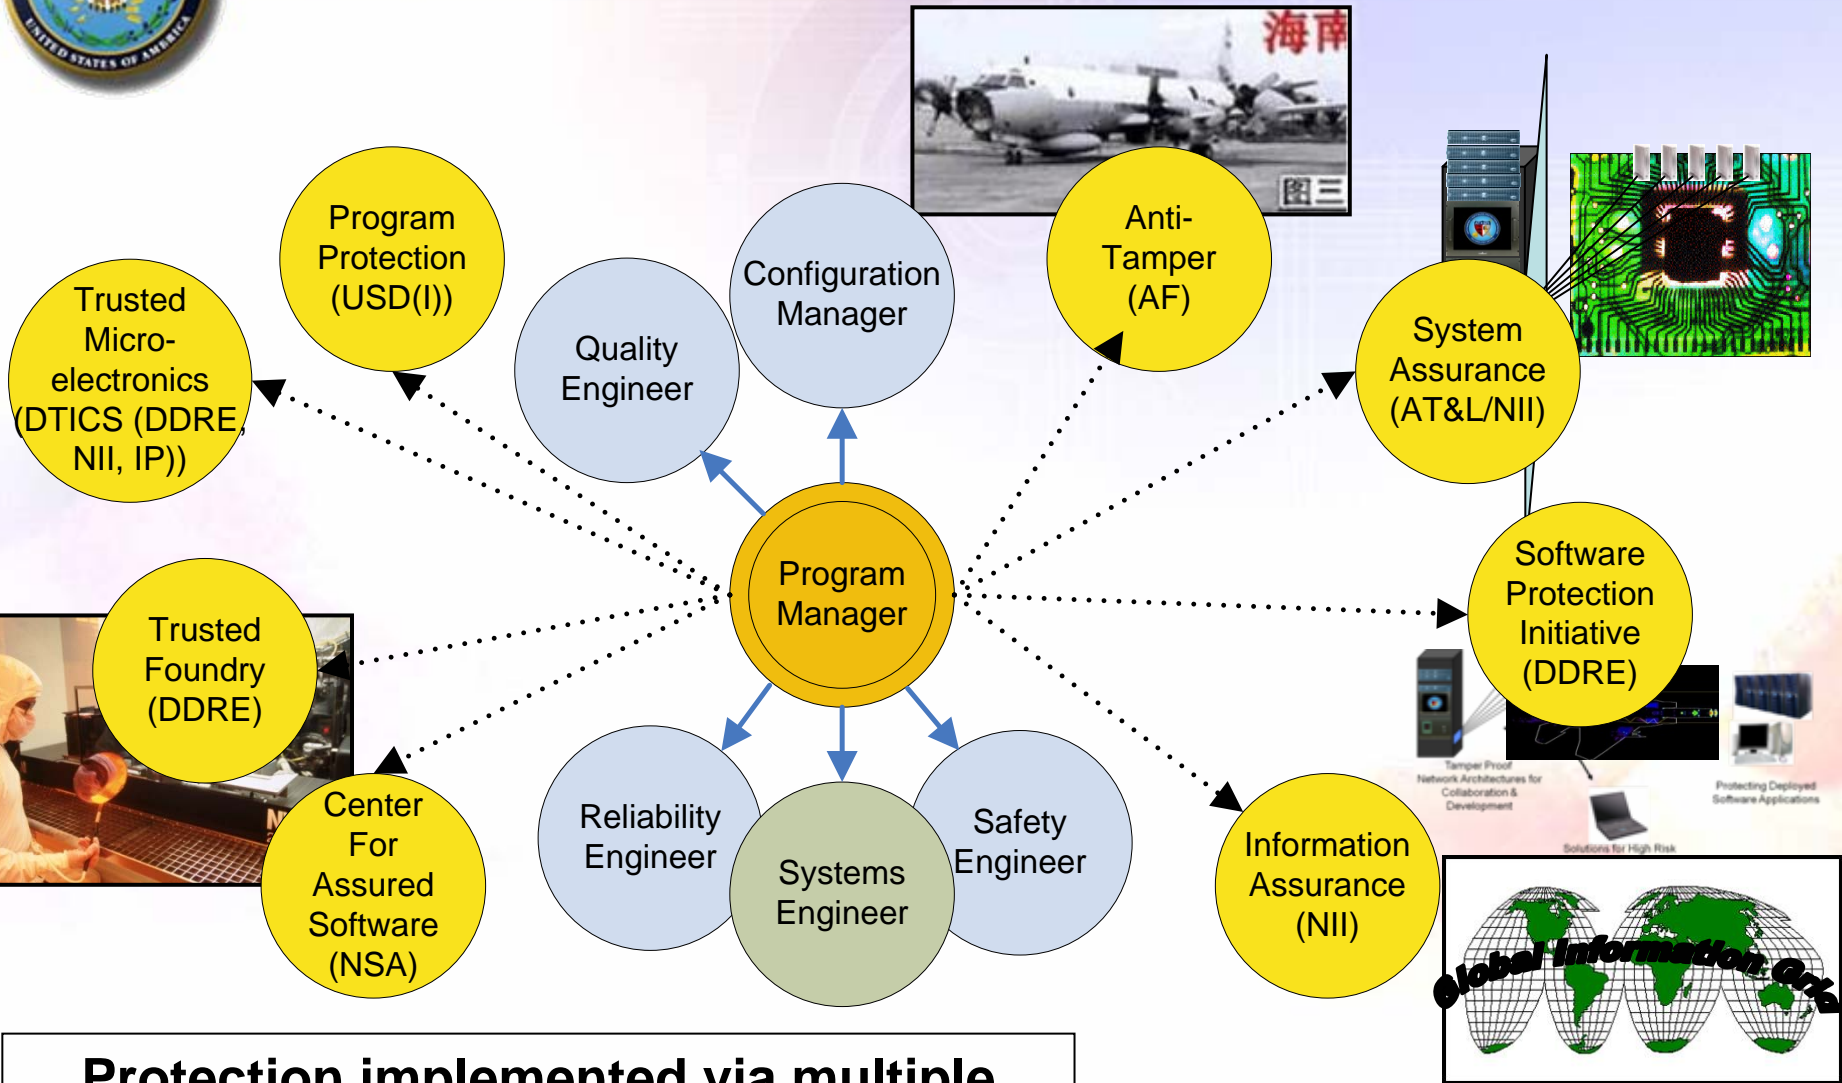 UNITED STATES OF AMERICA
海南
图三
Program
Protection
(USD(I))
Configuration
Manager
Anti-
Tamper
(AF)
Trusted
Micro-
electronics
(DTICS (DDRE,
NII, IP))
Quality
Engineer
System
Assurance
(AT&L/NII)
Program
Manager
Software
Protection
Initiative
(DDRE)
Trusted
Foundry
(DDRE)
Center
For
Assured
Software
(NSA)
Reliability
Engineer
Systems
Engineer
Safety
Engineer
Information
Assurance
(NII)
Tamper Proof
Network Architectures for
Collaboration &
Development
Protecting Deployed
Software Applications
Solutions for High Risk
Global Information Grid
Protection implemented via multiple